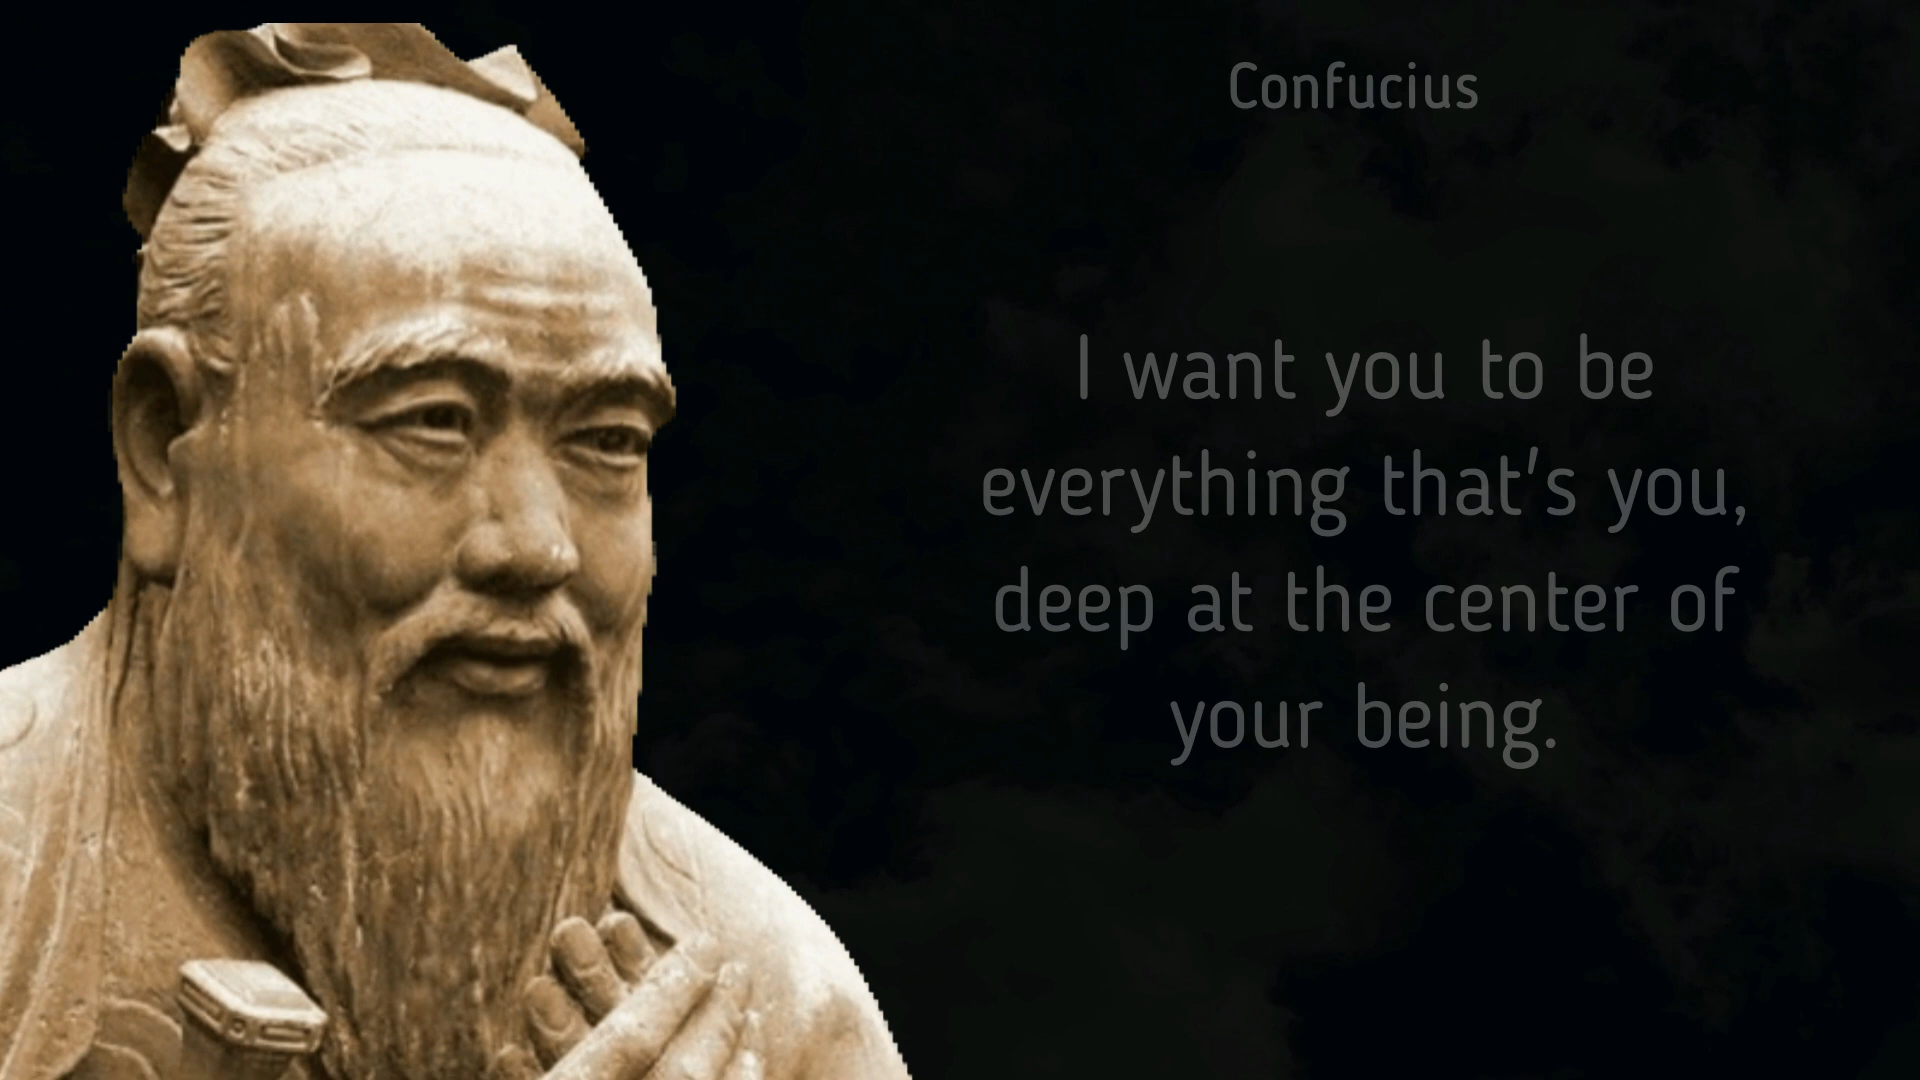 Confucius
I want you to be
everything that's you,
deep at the center of
your being.